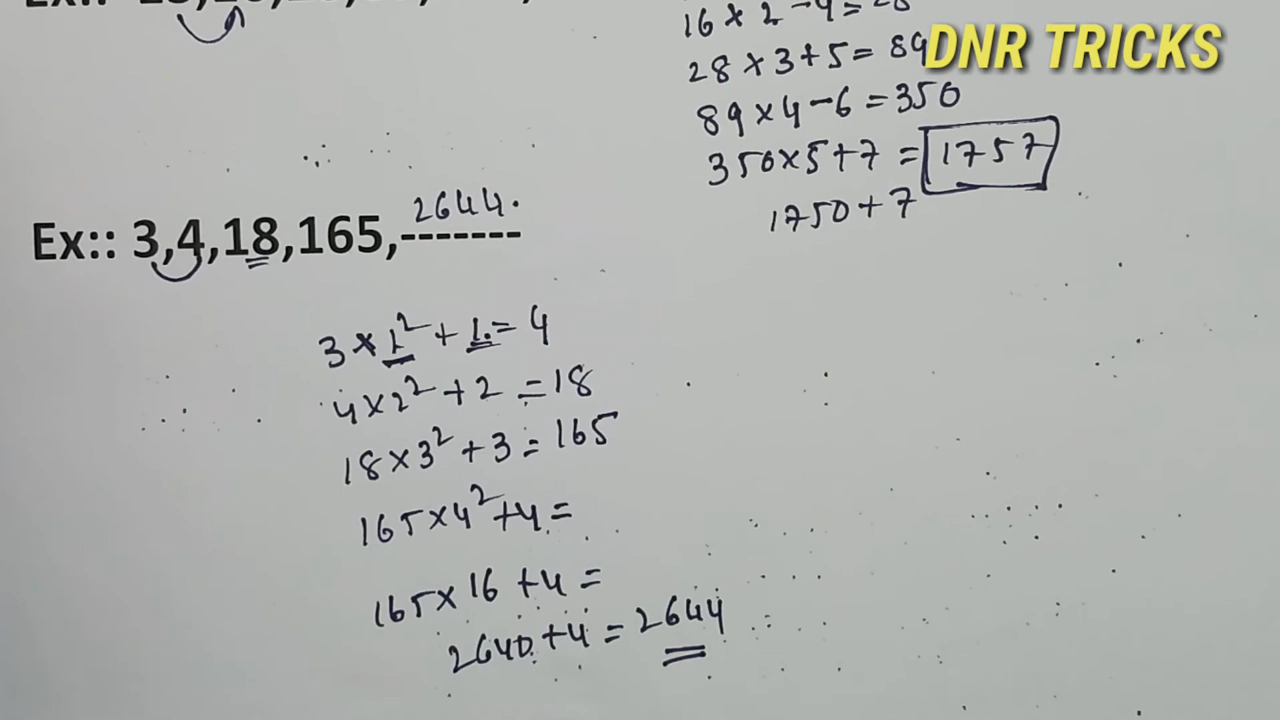 16 × 2 - 4 = 28
DNR TRICKS
28 × 3 + 5 = 89
89 × 4 - 6 = 350
350 × 5 + 7 = 1757
1750 + 7
2644.
Ex:: 3,4,18,165,-------
3 × 1² + 1. = 4
4 × 2² + 2 = 18
18 × 3² + 3 = 165
165 × 4² + 4 =
165 × 16 + 4 =
2640 + 4 = 2644